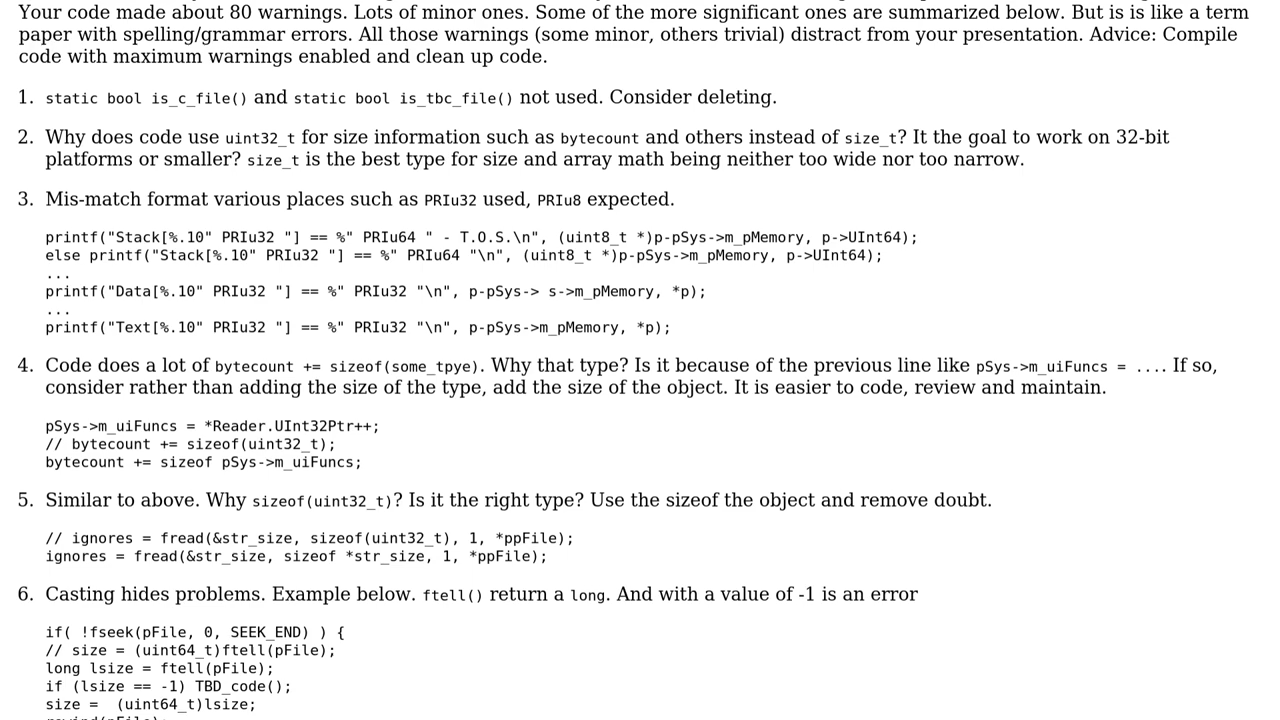 Your code made about 80 warnings. Lots of minor ones. Some of the more significant ones are summarized below. But is is like a term
paper with spelling/grammar errors. All those warnings (some minor, others trivial) distract from your presentation. Advice: Compile
code with maximum warnings enabled and clean up code.
1. static bool is_c_file() and static bool is_tbc_file() not used. Consider deleting.
2. Why does code use uint32_t for size information such as bytecount and others instead of size_t? It the goal to work on 32-bit
platforms or smaller? size_t is the best type for size and array math being neither too wide nor too narrow.
3. Mis-match format various places such as PRIu32 used, PRIu8 expected.
printf("Stack[%.10" PRIu32 "] == %" PRIu64 " - T.O.S.\n", (uint8_t *)p-pSys->m_pMemory, p->UInt64);
else printf("Stack[%.10" PRIu32 "] == %" PRIu64 "\n", (uint8_t *)p-pSys->m_pMemory, p->UInt64);
...
printf("Data[%.10" PRIu32 "] == %" PRIu32 "\n", p-pSys-> s->m_pMemory, *p);
...
printf("Text[%.10" PRIu32 "] == %" PRIu32 "\n", p-pSys->m_pMemory, *p);
4. Code does a lot of bytecount += sizeof(some_tpye). Why that type? Is it because of the previous line like pSys->m_uiFuncs = .... If so,
consider rather than adding the size of the type, add the size of the object. It is easier to code, review and maintain.
pSys->m_uiFuncs = *Reader.UInt32Ptr++;
// bytecount += sizeof(uint32_t);
bytecount += sizeof pSys->m_uiFuncs;
5. Similar to above. Why sizeof(uint32_t)? Is it the right type? Use the sizeof the object and remove doubt.
// ignores = fread(&str_size, sizeof(uint32_t), 1, *ppFile);
ignores = fread(&str_size, sizeof *str_size, 1, *ppFile);
6. Casting hides problems. Example below. ftell() return a long. And with a value of -1 is an error
if( !fseek(pFile, 0, SEEK_END) ) {
// size = (uint64_t)ftell(pFile);
long lsize = ftell(pFile);
if (lsize == -1) TBD_code();
size =  (uint64_t)lsize;